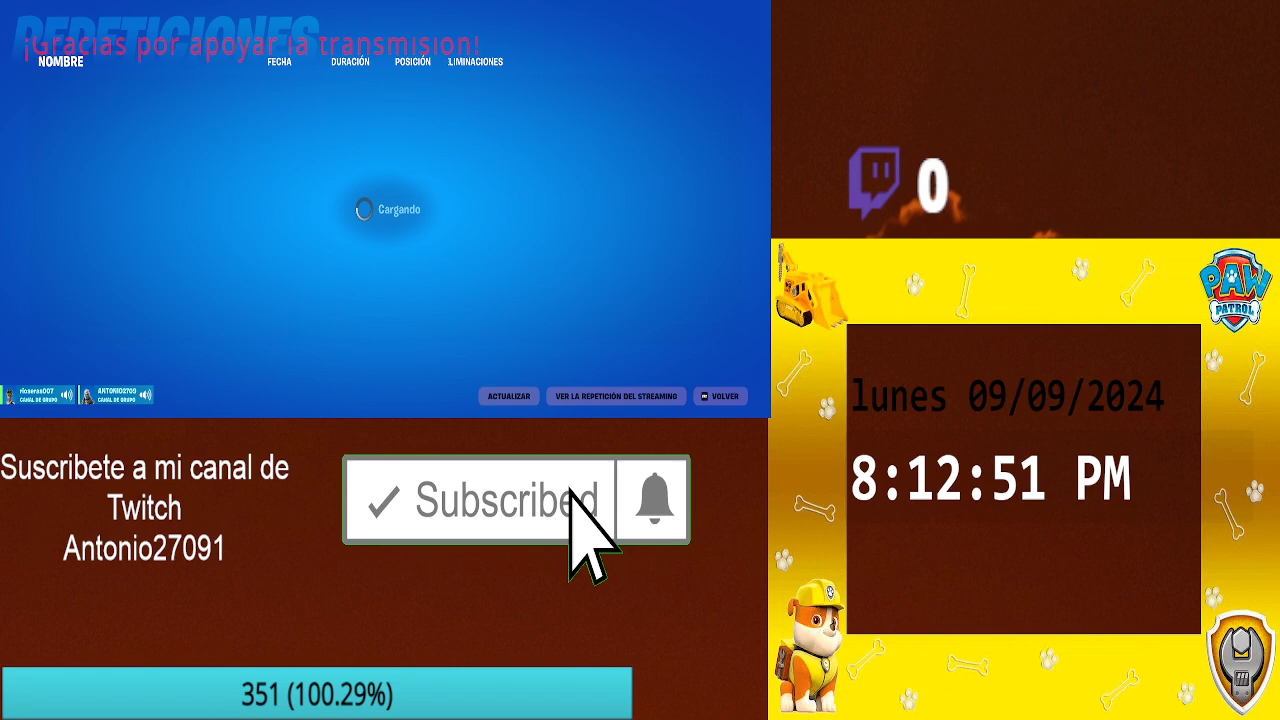 REPETICIONES
¡Gracias por apoyar la transmision!
NOMBRE FECHA DURACIÓN POSICIÓN ELIMINACIONES
Cargando
rioseras007
CANAL DE GRUPO
ANTONIO2709
CANAL DE GRUPO
ACTUALIZAR VER LA REPETICIÓN DEL STREAMING VOLVER
0
PAW
PATROL
lunes 09/09/2024
8:12:51 PM
Suscribete a mi canal de
Twitch
Antonio27091
Subscribed
351 (100.29%)